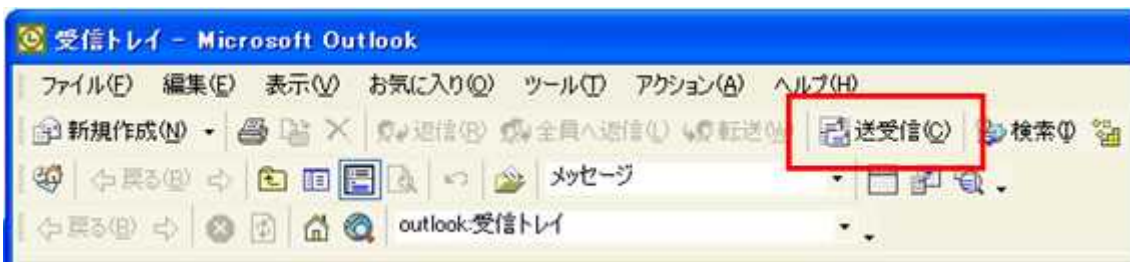 受信トレイ - Microsoft Outlook
ファイル(F) 編集(E) 表示(V) お気に入り(O) ツール(T) アクション(A) ヘルプ(H)
新規作成(N) 返信(R) 全員へ返信(L) 転送(W) 送受信(C) 検索(I)
戻る(B) メッセージ
戻る(B) outlook:受信トレイ